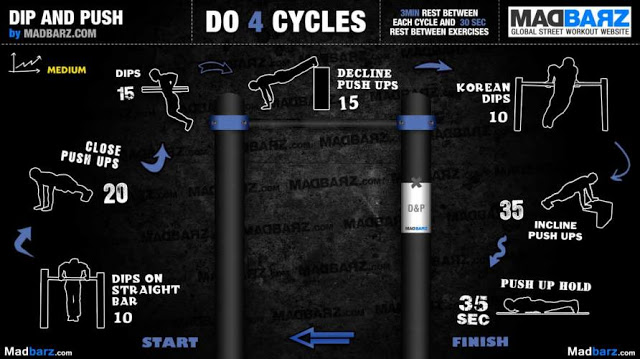 DIP AND PUSH
by MADBARZ.COM
DO 4 CYCLES
3MIN REST BETWEEN
EACH CYCLE AND 30 SEC
REST BETWEEN EXERCISES
MADBARZ
GLOBAL STREET WORKOUT WEBSITE
MEDIUM
DIPS
15
DECLINE
PUSH UPS
15
KOREAN
DIPS
10
CLOSE
PUSH UPS
20
35
INCLINE
PUSH UPS
D&P
MADBARZ
DIPS ON
STRAIGHT
BAR
10
PUSH UP HOLD
35
SEC
START
FINISH
Madbarz.com
Madbarz.com
MADBARZ.com